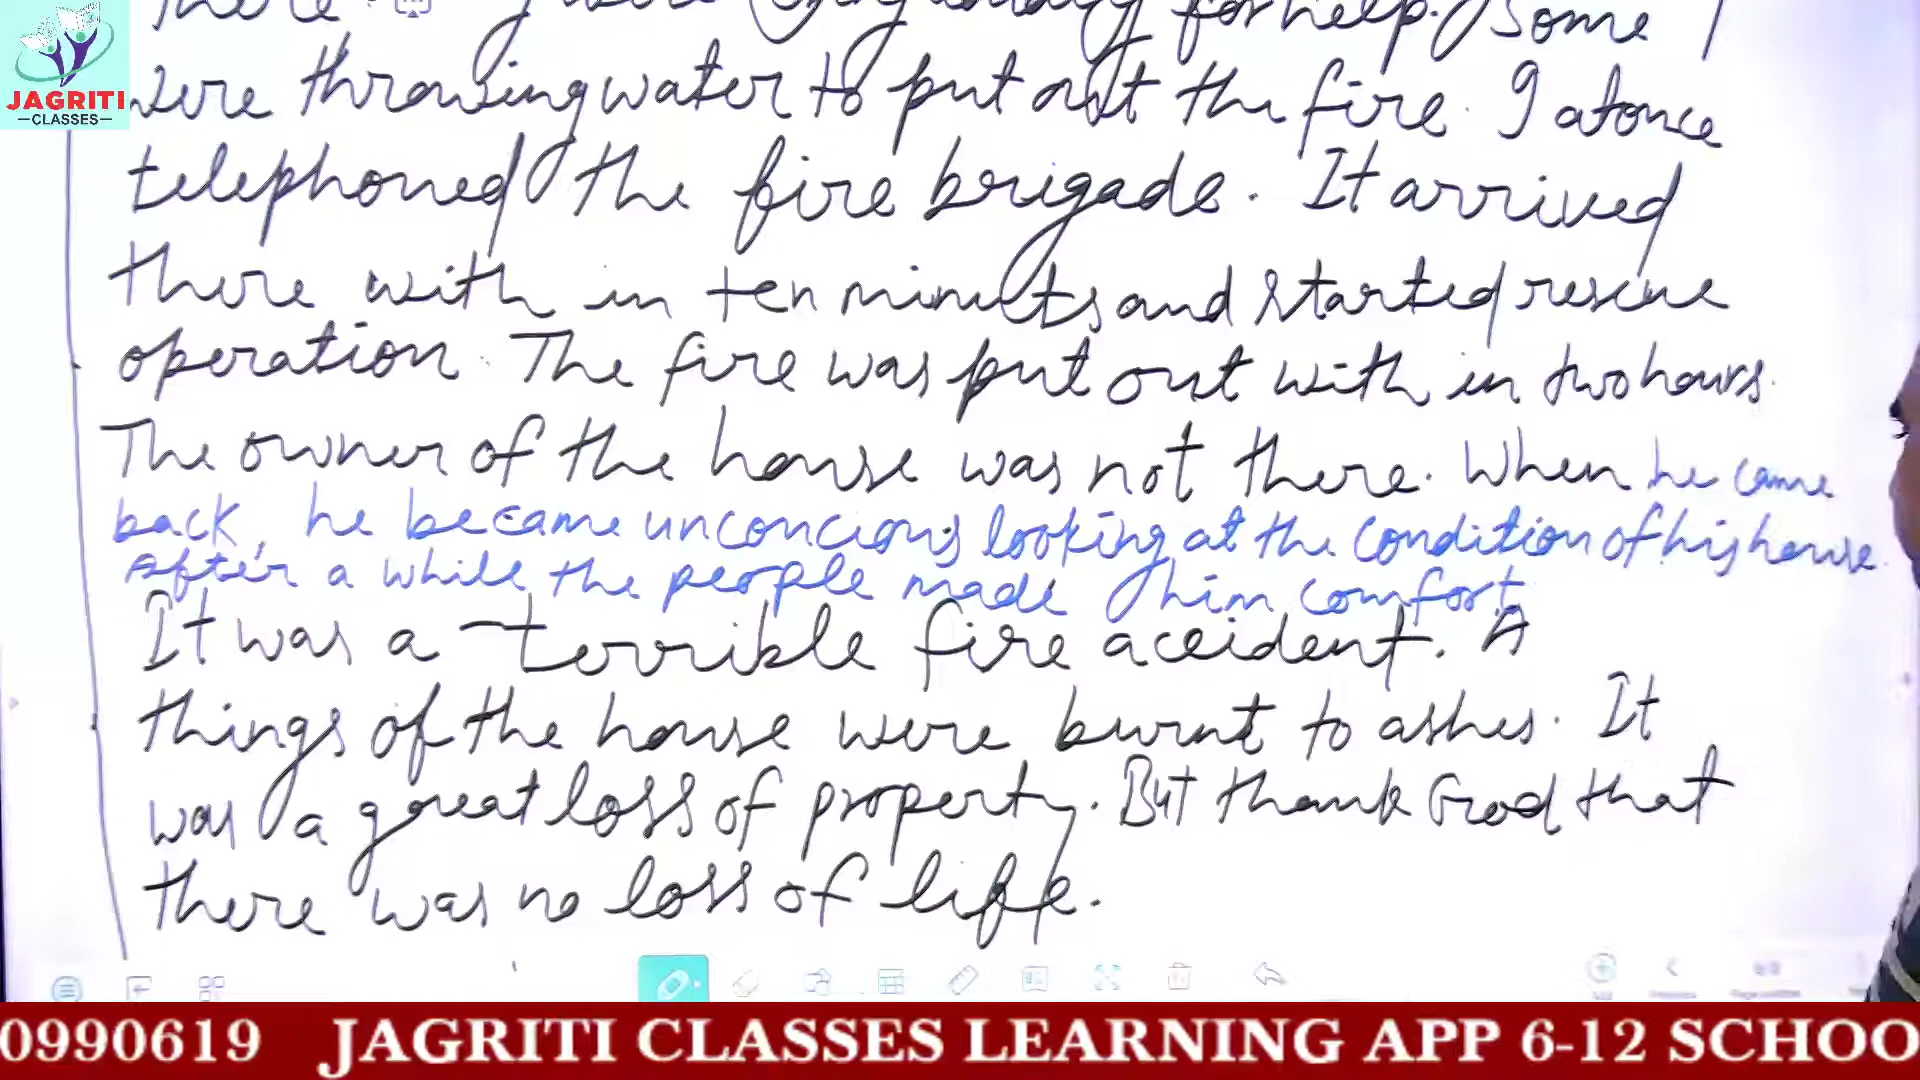 JAGRITI
CLASSES
for help. Some
were throwing water to put out the fire. I atonce
telephoned the fire brigade. It arrived
there with in ten minuts and started rescue
operation. The fire was put out with in two hours.
The owner of the house was not there. When he came
back, he became unconcious looking at the condition of his house.
After a while the people made him comfort
It was a terrible fire accident. A
things of the house were burnt to ashes. It
was a great loss of property. But thank God that
there was no loss of life.
0990619 JAGRITI CLASSES LEARNING APP 6-12 SCHOO